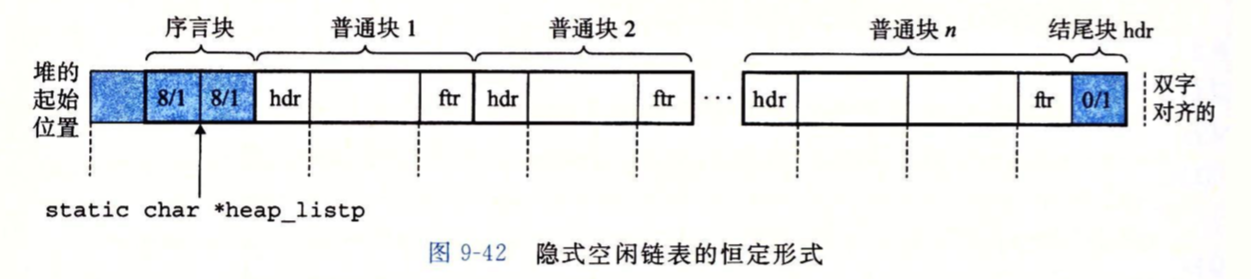 序言块 普通块 1 普通块 2 普通块 n 结尾块 hdr
堆的
起始
位置
8/1 8/1 hdr ftr hdr ftr ··· hdr ftr 0/1
双字
对齐的
static char *heap_listp
图 9-42 隐式空闲链表的恒定形式